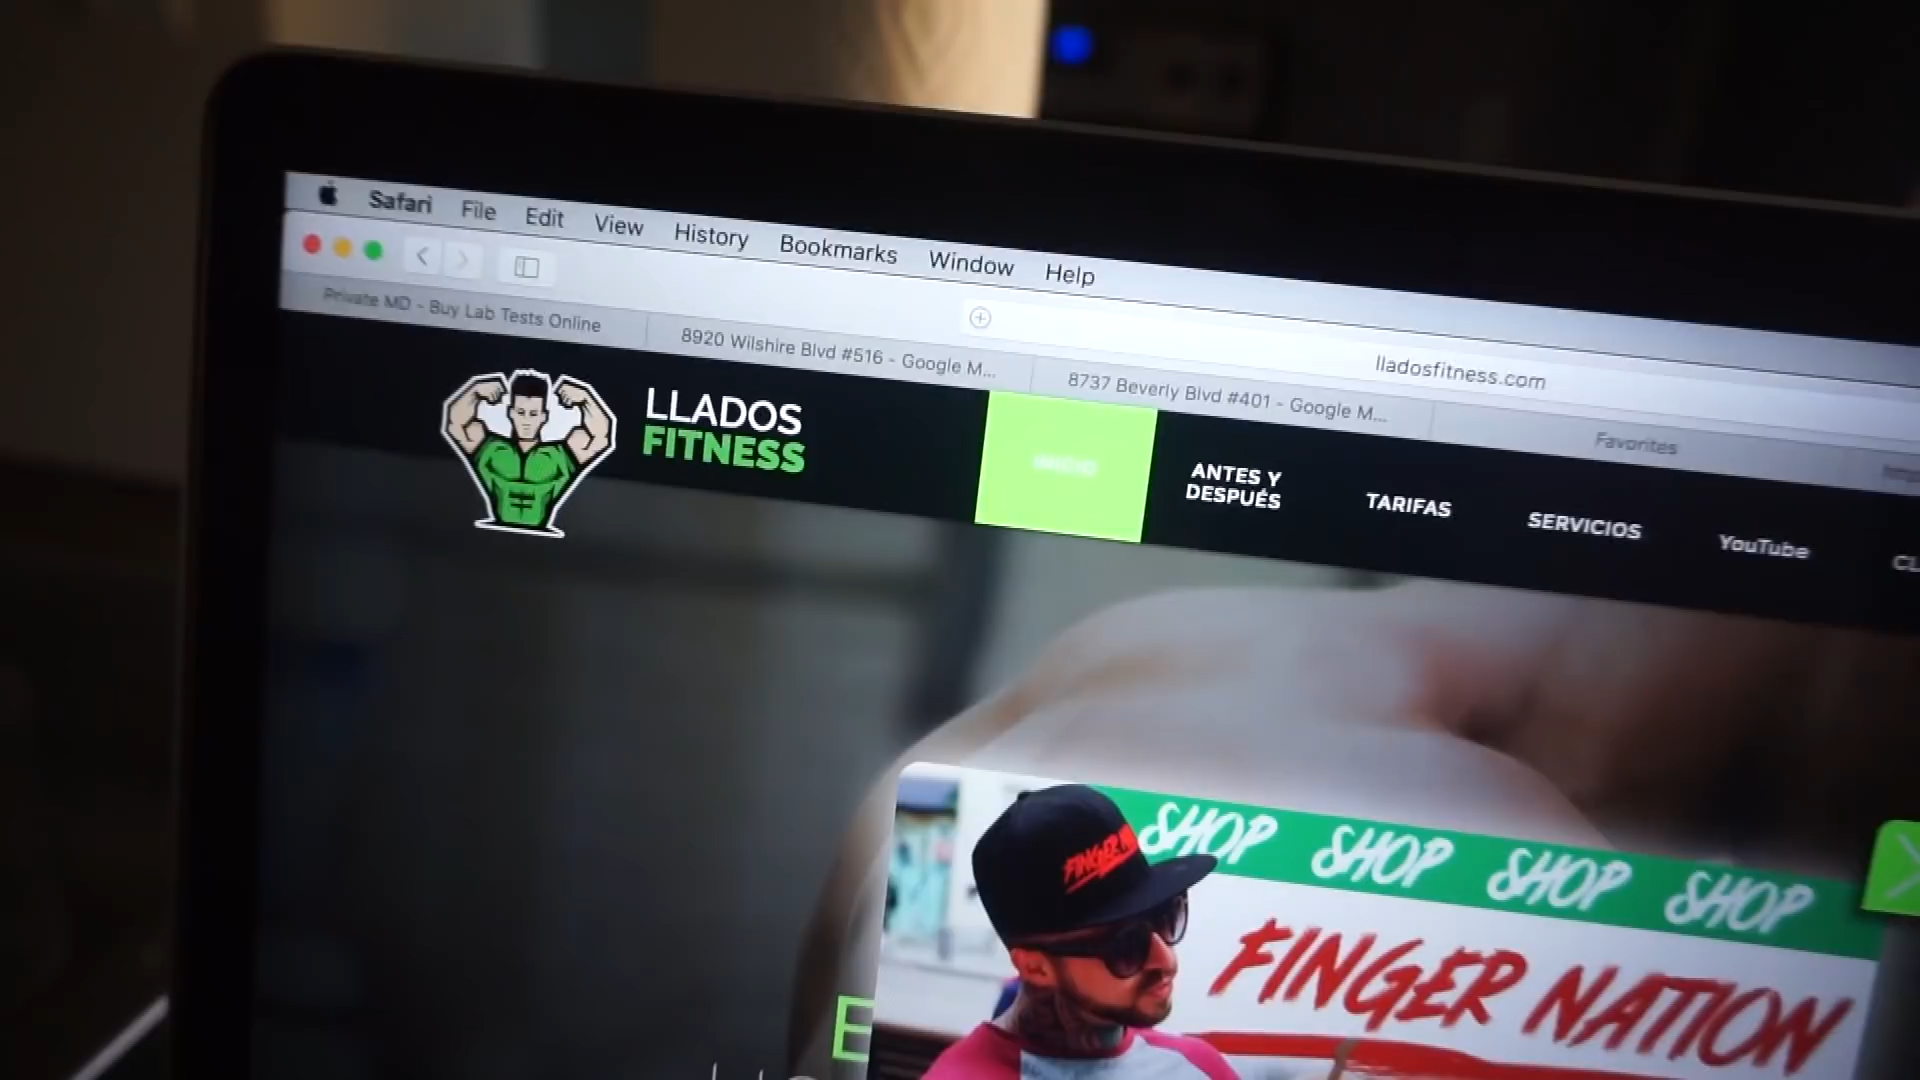 Safari File Edit View History Bookmarks Window Help
lladosfitness.com
Private MD - Buy Lab Tests Online
8920 Wilshire Blvd #516 - Google M...
8737 Beverly Blvd #401 - Google M...
Favorites
LLADOS
FITNESS
INICIO
ANTES Y
DESPUÉS
TARIFAS
SERVICIOS
YouTube
SHOP SHOP SHOP SHOP
FINGER NATION